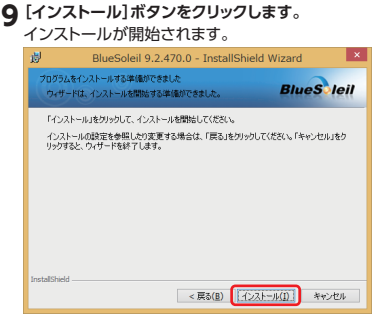 9 [インストール]ボタンをクリックします。
インストールが開始されます。
BlueSoleil 9.2.470.0 - InstallShield Wizard
プログラムをインストールする準備ができました
ウィザードは、インストールを開始する準備ができました。
BlueSoleil
「インストール」をクリックして、インストールを開始してください。
インストールの設定を参照したり変更する場合は、「戻る」をクリックしてください。「キャンセル」をク
リックすると、ウィザードを終了します。
InstallShield
< 戻る(B) インストール(I) キャンセル